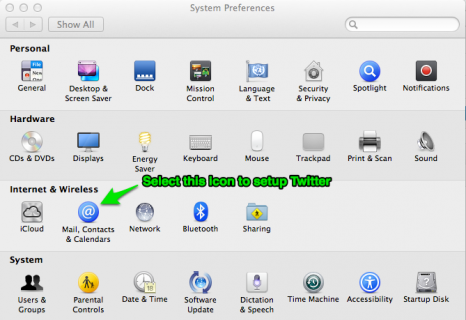 System Preferences
Show All
Personal
General
Desktop &
Screen Saver
Dock
Mission
Control
Language
& Text
Security
& Privacy
Spotlight
Notifications
Hardware
CDs & DVDs
Displays
Energy
Saver
Keyboard
Mouse
Trackpad
Print & Scan
Sound
Select this icon to setup Twitter
Internet & Wireless
iCloud
Mail, Contacts
& Calendars
Network
Bluetooth
Sharing
System
Users &
Groups
Parental
Controls
Date & Time
Software
Update
Dictation
& Speech
Time Machine
Accessibility
Startup Disk